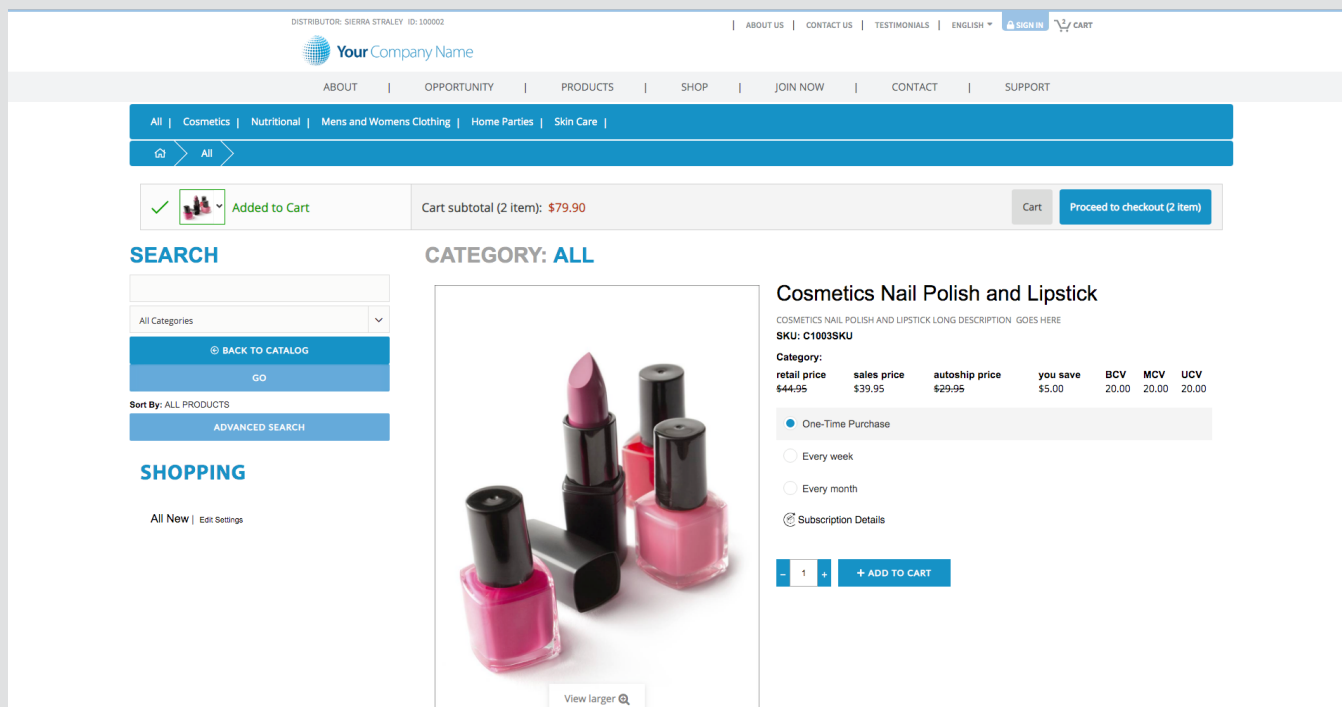 DISTRIBUTOR: SIERRA STRALEY ID: 100002
| ABOUT US | CONTACT US | TESTIMONIALS | ENGLISH SIGN IN 2 CART
Your Company Name
ABOUT | OPPORTUNITY | PRODUCTS | SHOP | JOIN NOW | CONTACT | SUPPORT
All | Cosmetics | Nutritional | Mens and Womens Clothing | Home Parties | Skin Care |
All
Added to Cart
Cart subtotal (2 item): $79.90
Cart
Proceed to checkout (2 item)
SEARCH
All Categories
BACK TO CATALOG
GO
Sort By: ALL PRODUCTS
ADVANCED SEARCH
SHOPPING
All New | Edit Settings
CATEGORY: ALL
View larger
Cosmetics Nail Polish and Lipstick
COSMETICS NAIL POLISH AND LIPSTICK LONG DESCRIPTION GOES HERE
SKU: C1003SKU
Category:
retail price sales price autoship price you save BCV MCV UCV
$44.95 $39.95 $29.95 $5.00 20.00 20.00 20.00
One-Time Purchase
Every week
Every month
Subscription Details
- 1 + + ADD TO CART